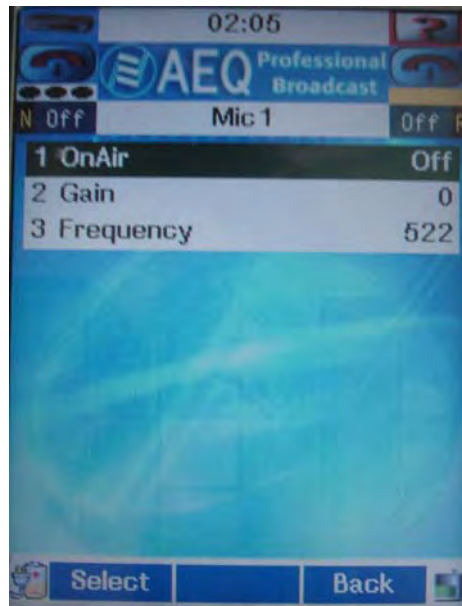 02:05
AEQ Professional
Broadcast
N Off
Mic 1
Off
1 OnAir Off
2 Gain 0
3 Frequency 522
Select
Back